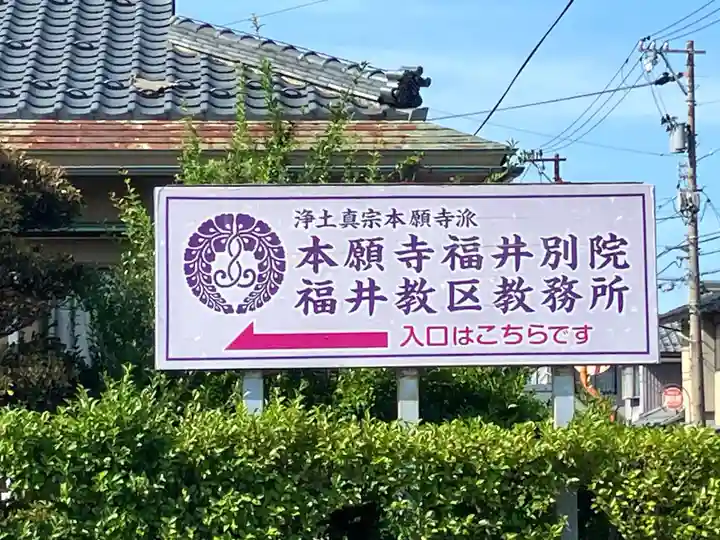 浄土真宗本願寺派
本願寺福井別院
福井教区教務所
入口はこちらです